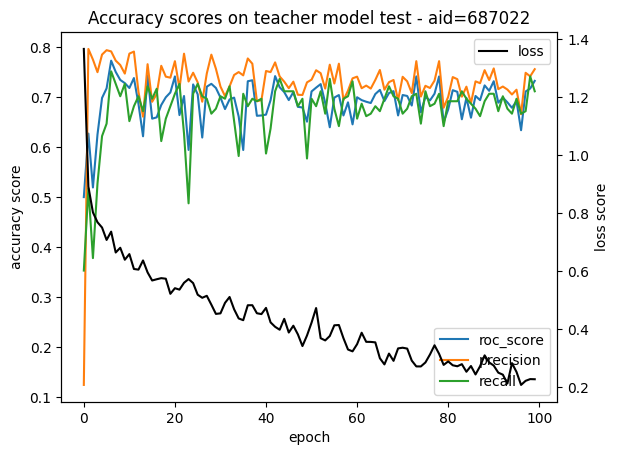 Accuracy scores on teacher model test - aid=687022
loss
0.8
0.7
0.6
0.5
0.4
0.3
0.2
0.1
accuracy score
1.4
1.2
1.0
0.8
0.6
0.4
0.2
loss score
roc_score
precision
recall
0
20
40
60
80
100
epoch